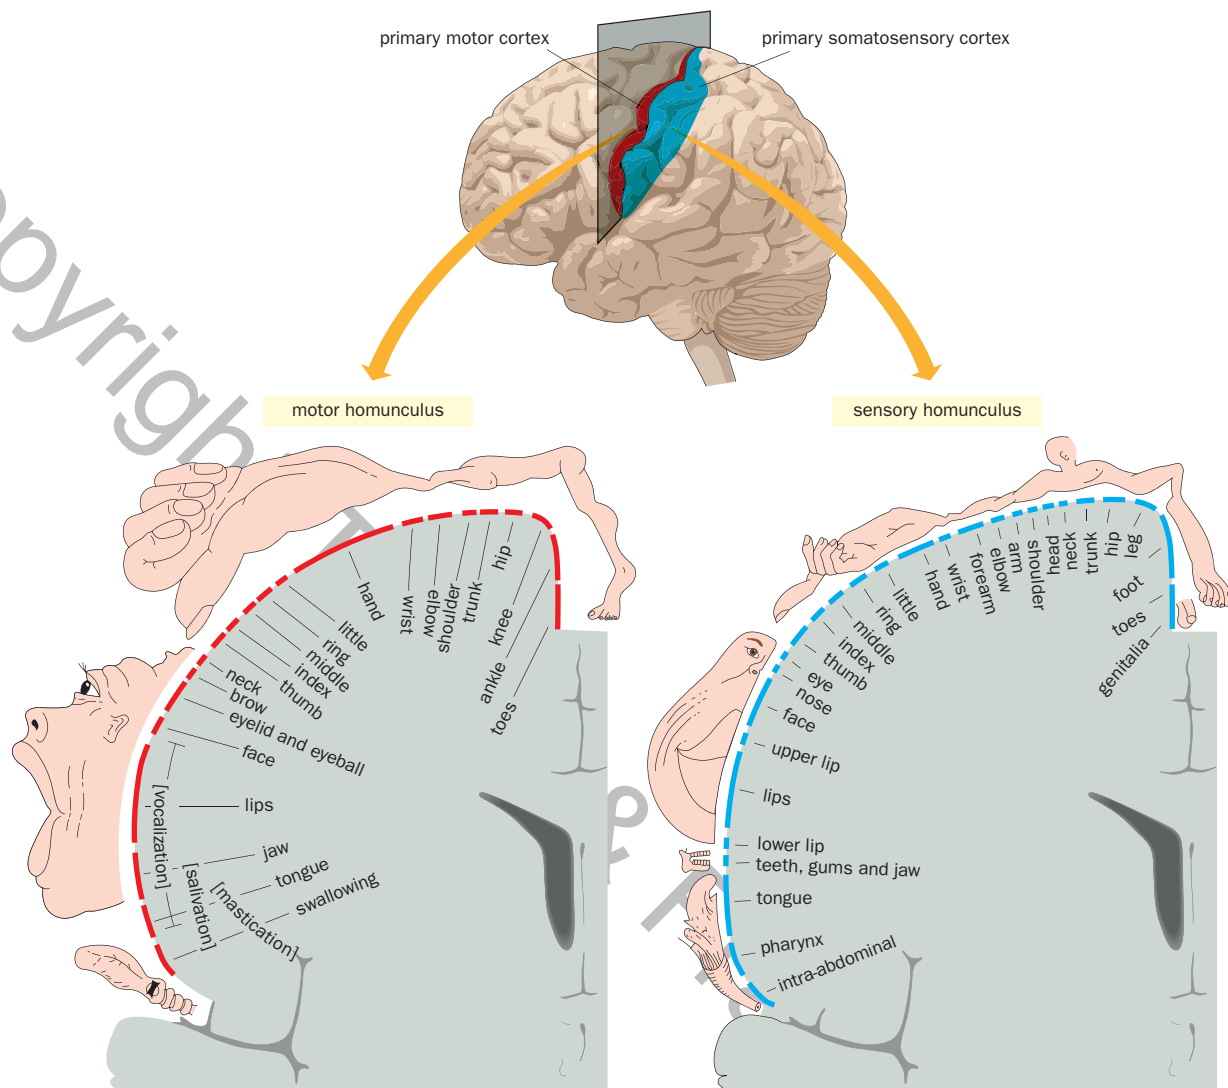 primary motor cortex
primary somatosensory cortex
motor homunculus
sensory homunculus
hip
trunk
shoulder
elbow
wrist
hand
little
ring
middle
index
thumb
neck
brow
eyelid and eyeball
face
[vocalization]
lips
jaw
tongue
swallowing
[salivation]
[mastication]
knee
ankle
toes
leg
hip
trunk
neck
head
shoulder
arm
elbow
forearm
wrist
hand
little
ring
middle
index
thumb
eye
nose
face
upper lip
lips
lower lip
teeth, gums and jaw
tongue
pharynx
intra-abdominal
foot
toes
genitalia